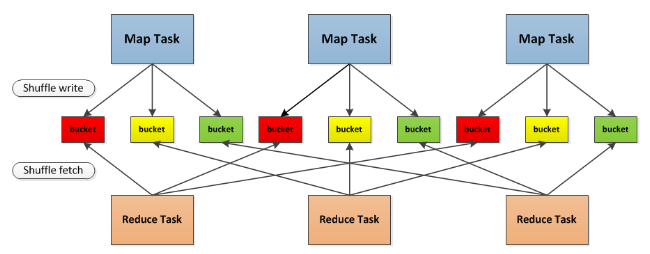 Map Task
Map Task
Map Task
Shuffle write
bucket
bucket
bucket
bucket
bucket
bucket
bucket
bucket
bucket
Shuffle fetch
Reduce Task
Reduce Task
Reduce Task